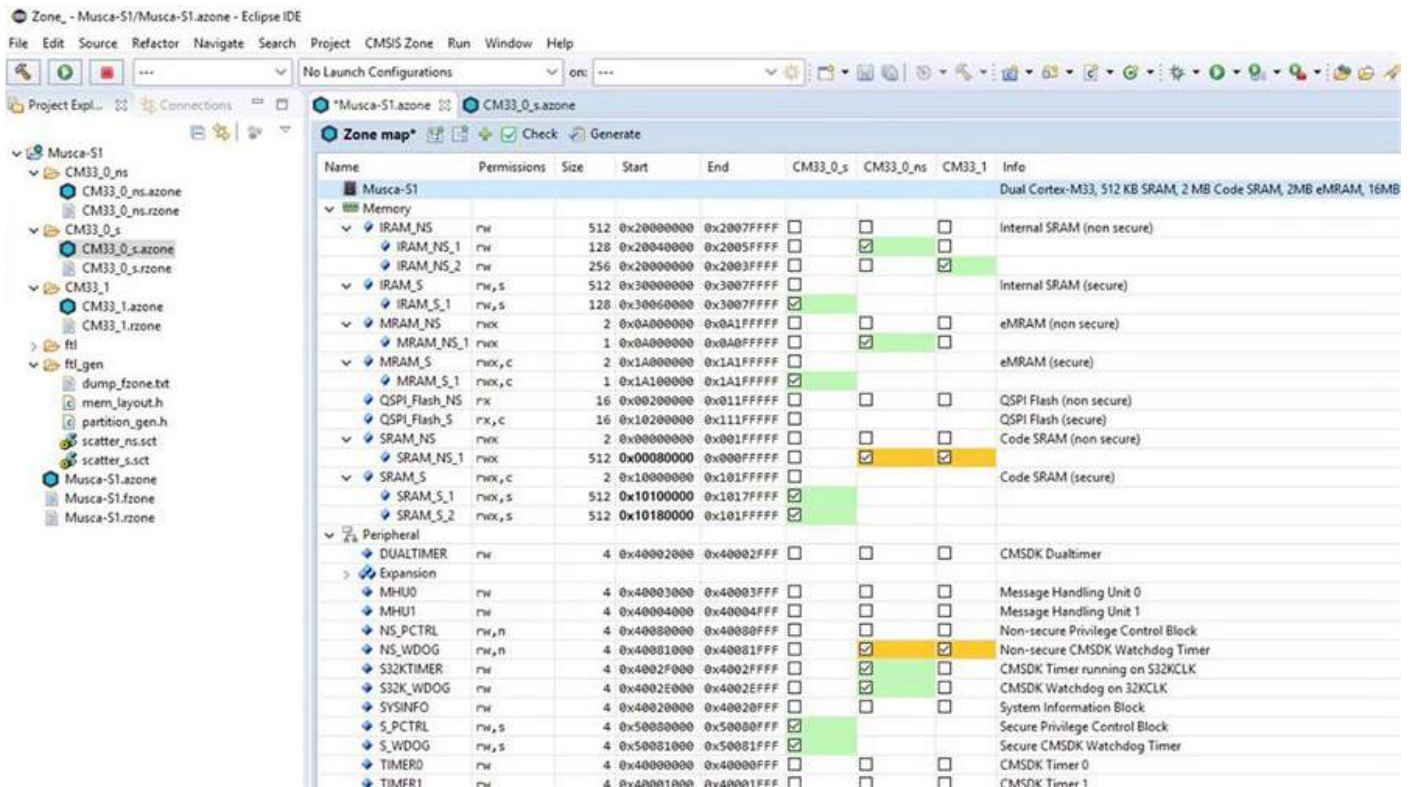 Zone_ - Musca-S1/Musca-S1.azone - Eclipse IDE
File Edit Source Refactor Navigate Search Project CMSIS Zone Run Window Help
--- No Launch Configurations on: ---
Project Expl... Connections
*Musca-S1.azone CM33_0_s.azone
Zone map* Check Generate
Musca-S1
CM33_0_ns
CM33_0_ns.azone
CM33_0_ns.rzone
CM33_0_s
CM33_0_s.azone
CM33_0_s.rzone
CM33_1
CM33_1.azone
CM33_1.rzone
ftl
ftl_gen
dump_fzone.txt
mem_layout.h
partition_gen.h
scatter_ns.sct
scatter_s.sct
Musca-S1.azone
Musca-S1.fzone
Musca-S1.rzone
Name Permissions Size Start End CM33_0_s CM33_0_ns CM33_1 Info
Musca-S1 Dual Cortex-M33, 512 KB SRAM, 2 MB Code SRAM, 2MB eMRAM, 16MB
Memory
IRAM_NS rw 512 0x20000000 0x2007FFFF Internal SRAM (non secure)
IRAM_NS_1 rw 128 0x20040000 0x2005FFFF
IRAM_NS_2 rw 256 0x20000000 0x2003FFFF
IRAM_S rw,s 512 0x30000000 0x3007FFFF Internal SRAM (secure)
IRAM_S_1 rw,s 128 0x30060000 0x3007FFFF
MRAM_NS rwx 2 0x0A000000 0x0A1FFFFF eMRAM (non secure)
MRAM_NS_1 rwx 1 0x0A000000 0x0A0FFFFF
MRAM_S rwx,c 2 0x1A000000 0x1A1FFFFF eMRAM (secure)
MRAM_S_1 rwx,c 1 0x1A100000 0x1A1FFFFF
QSPI_Flash_NS rx 16 0x00200000 0x011FFFFF QSPI Flash (non secure)
QSPI_Flash_S rx,c 16 0x10200000 0x111FFFFF QSPI Flash (secure)
SRAM_NS rwx 2 0x00000000 0x001FFFFF Code SRAM (non secure)
SRAM_NS_1 rwx 512 0x00080000 0x000FFFFF
SRAM_S rwx,c 2 0x10000000 0x101FFFFF Code SRAM (secure)
SRAM_S_1 rwx,s 512 0x10100000 0x1017FFFF
SRAM_S_2 rwx,s 512 0x10180000 0x101FFFFF
Peripheral
DUALTIMER rw 4 0x40002000 0x40002FFF CMSDK Dualtimer
Expansion
MHU0 rw 4 0x40003000 0x40003FFF Message Handling Unit 0
MHU1 rw 4 0x40004000 0x40004FFF Message Handling Unit 1
NS_PCTRL rw,n 4 0x40080000 0x40080FFF Non-secure Privilege Control Block
NS_WDOG rw,n 4 0x40081000 0x40081FFF Non-secure CMSDK Watchdog Timer
S32KTIMER rw 4 0x4002F000 0x4002FFFF CMSDK Timer running on S32KCLK
S32K_WDOG rw 4 0x4002E000 0x4002EFFF CMSDK Watchdog on 32KCLK
SYSINFO rw 4 0x40020000 0x40020FFF System Information Block
S_PCTRL rw,s 4 0x50080000 0x50080FFF Secure Privilege Control Block
S_WDOG rw,s 4 0x50081000 0x50081FFF Secure CMSDK Watchdog Timer
TIMER0 rw 4 0x40000000 0x40000FFF CMSDK Timer 0
TIMER1 rw 4 0x40001000 0x40001FFF CMSDK Timer 1